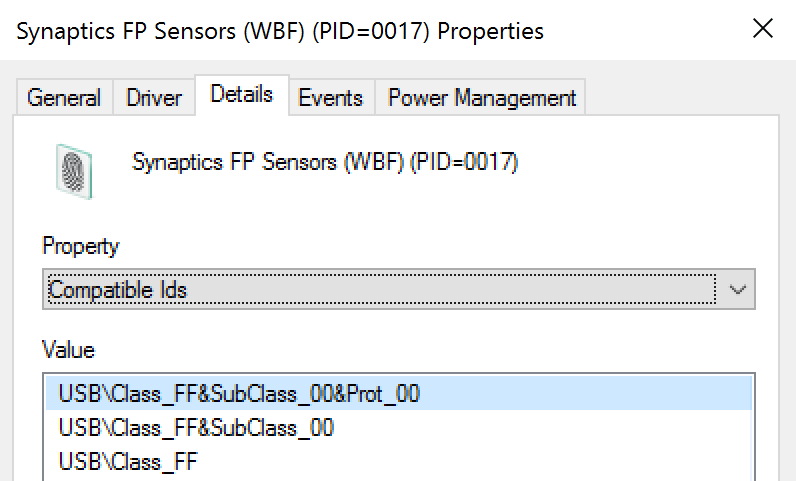 Synaptics FP Sensors (WBF) (PID=0017) Properties
General Driver Details Events Power Management
Synaptics FP Sensors (WBF) (PID=0017)
Property
Compatible Ids
Value
USB\Class_FF&SubClass_00&Prot_00
USB\Class_FF&SubClass_00
USB\Class_FF